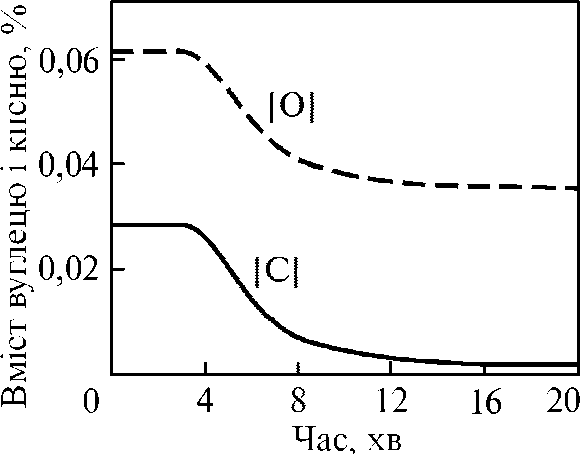 Вміст вуглецю і кисню, %
0,06
0,04
0,02
0
|O|
|C|
4 8 12 16 20
Час, хв